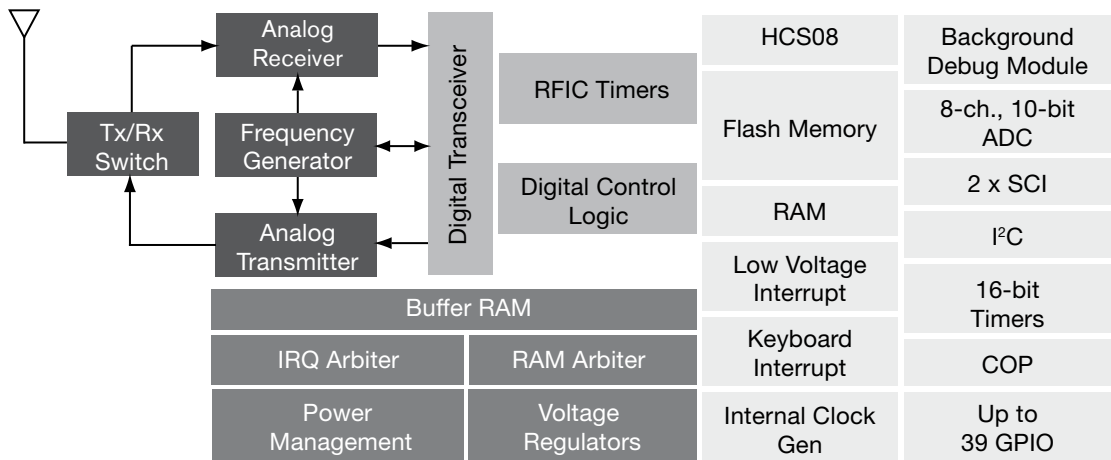 Analog
Receiver
Tx/Rx
Switch
Frequency
Generator
Analog
Transmitter
Digital Transceiver
RFIC Timers
Digital Control
Logic
Buffer RAM
IRQ Arbiter
RAM Arbiter
Power
Management
Voltage
Regulators
HCS08
Flash Memory
RAM
Low Voltage
Interrupt
Keyboard
Interrupt
Internal Clock
Gen
Background
Debug Module
8-ch., 10-bit
ADC
2 x SCI
I²C
16-bit
Timers
COP
Up to
39 GPIO